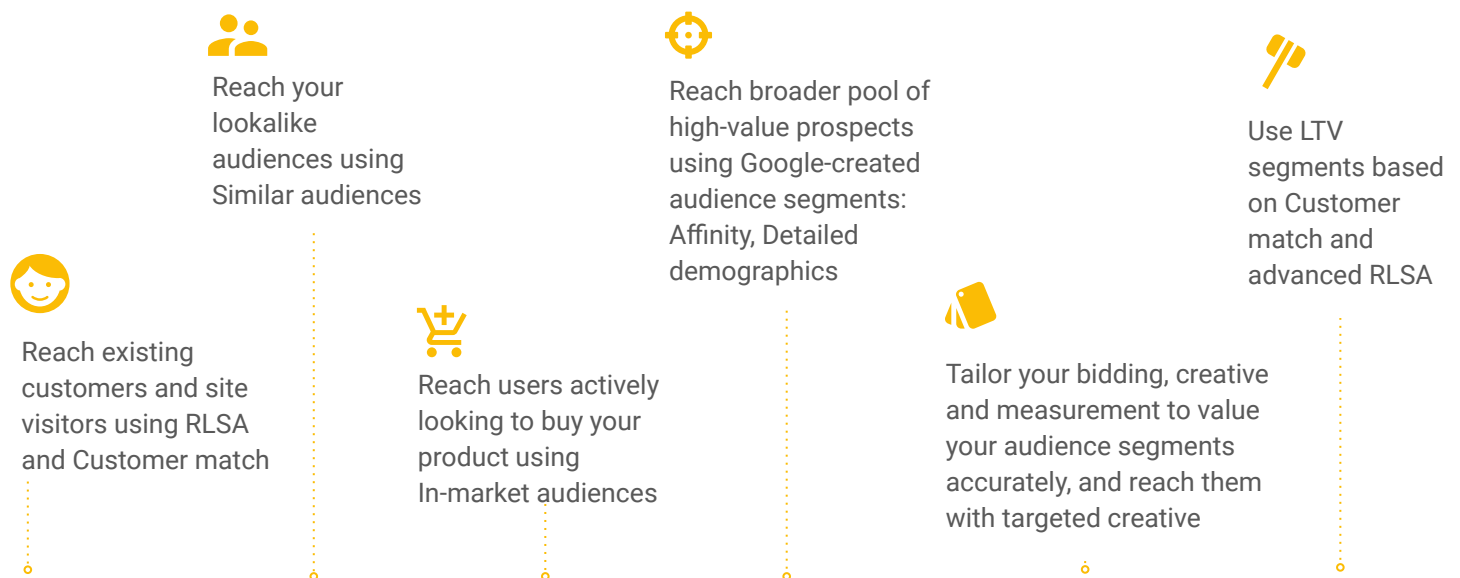 Reach existing
customers and site
visitors using RLSA
and Customer match
Reach your
lookalike
audiences using
Similar audiences
Reach users actively
looking to buy your
product using
In-market audiences
Reach broader pool of
high-value prospects
using Google-created
audience segments:
Affinity, Detailed
demographics
Tailor your bidding, creative
and measurement to value
your audience segments
accurately, and reach them
with targeted creative
Use LTV
segments based
on Customer
match and
advanced RLSA